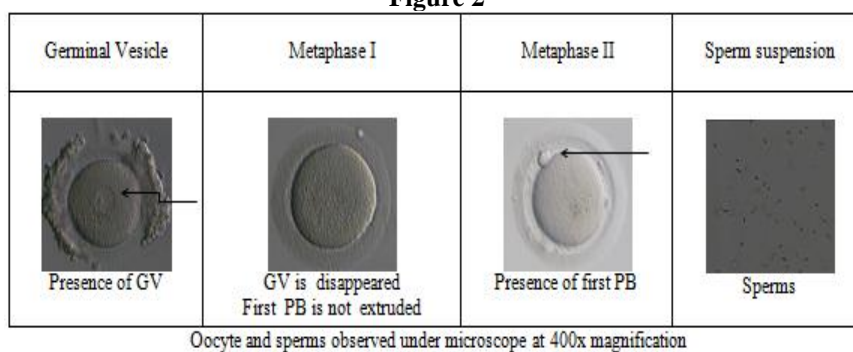 Figure 2
Germinal Vesicle
Metaphase I
Metaphase II
Sperm suspension
Presence of GV
GV is disappeared
First PB is not extruded
Presence of first PB
Sperms
Oocyte and sperms observed under microscope at 400x magnification